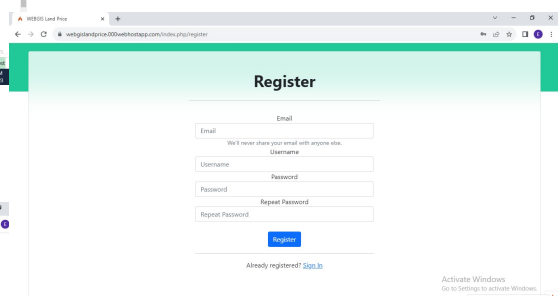 WEBGIS Land Price
webgislandprice.000webhostapp.com/index.php/register
Register
Email
Email
We'll never share your email with anyone else.
Username
Username
Password
Password
Repeat Password
Repeat Password
Register
Already registered? Sign In
Activate Windows
Go to Settings to activate Windows.